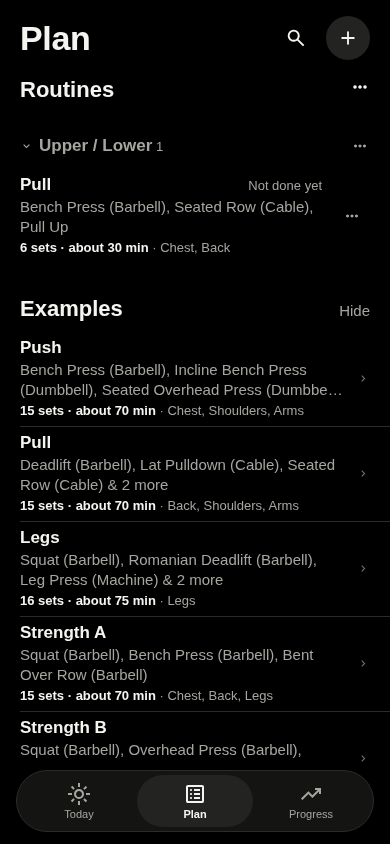 Plan
Routines
Upper / Lower 1
Pull
Not done yet
Bench Press (Barbell), Seated Row (Cable),
Pull Up
6 sets · about 30 min · Chest, Back
Examples
Hide
Push
Bench Press (Barbell), Incline Bench Press
(Dumbbell), Seated Overhead Press (Dumbbe…
15 sets · about 70 min · Chest, Shoulders, Arms
Pull
Deadlift (Barbell), Lat Pulldown (Cable), Seated
Row (Cable) & 2 more
15 sets · about 70 min · Back, Shoulders, Arms
Legs
Squat (Barbell), Romanian Deadlift (Barbell),
Leg Press (Machine) & 2 more
16 sets · about 75 min · Legs
Strength A
Squat (Barbell), Bench Press (Barbell), Bent
Over Row (Barbell)
15 sets · about 70 min · Chest, Back, Legs
Strength B
Squat (Barbell), Overhead Press (Barbell),
Today
Plan
Progress